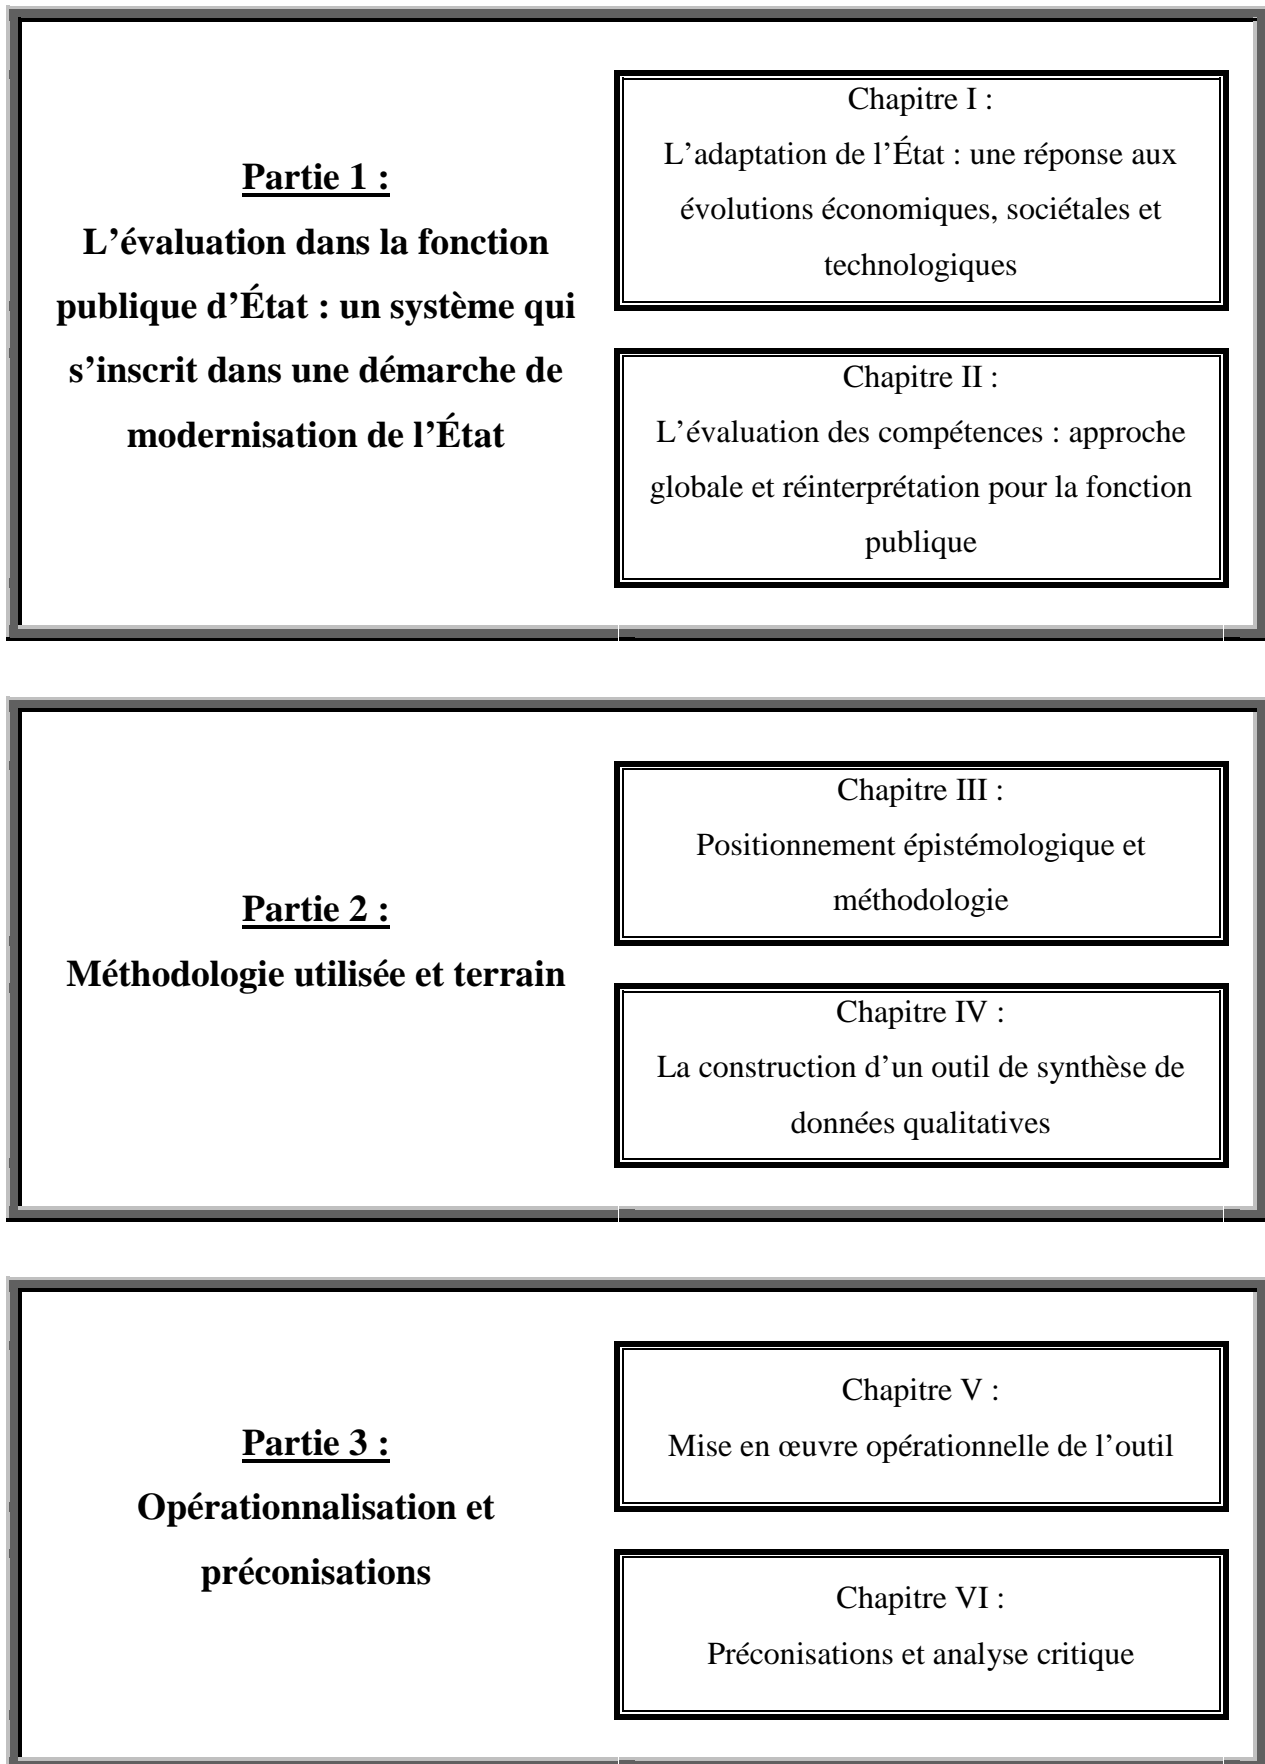 Partie 1 :
L’évaluation dans la fonction
publique d’État : un système qui
s’inscrit dans une démarche de
modernisation de l’État
Chapitre I :
L’adaptation de l’État : une réponse aux
évolutions économiques, sociétales et
technologiques
Chapitre II :
L’évaluation des compétences : approche
globale et réinterprétation pour la fonction
publique
Partie 2 :
Méthodologie utilisée et terrain
Chapitre III :
Positionnement épistémologique et
méthodologie
Chapitre IV :
La construction d’un outil de synthèse de
données qualitatives
Partie 3 :
Opérationnalisation et
préconisations
Chapitre V :
Mise en œuvre opérationnelle de l’outil
Chapitre VI :
Préconisations et analyse critique